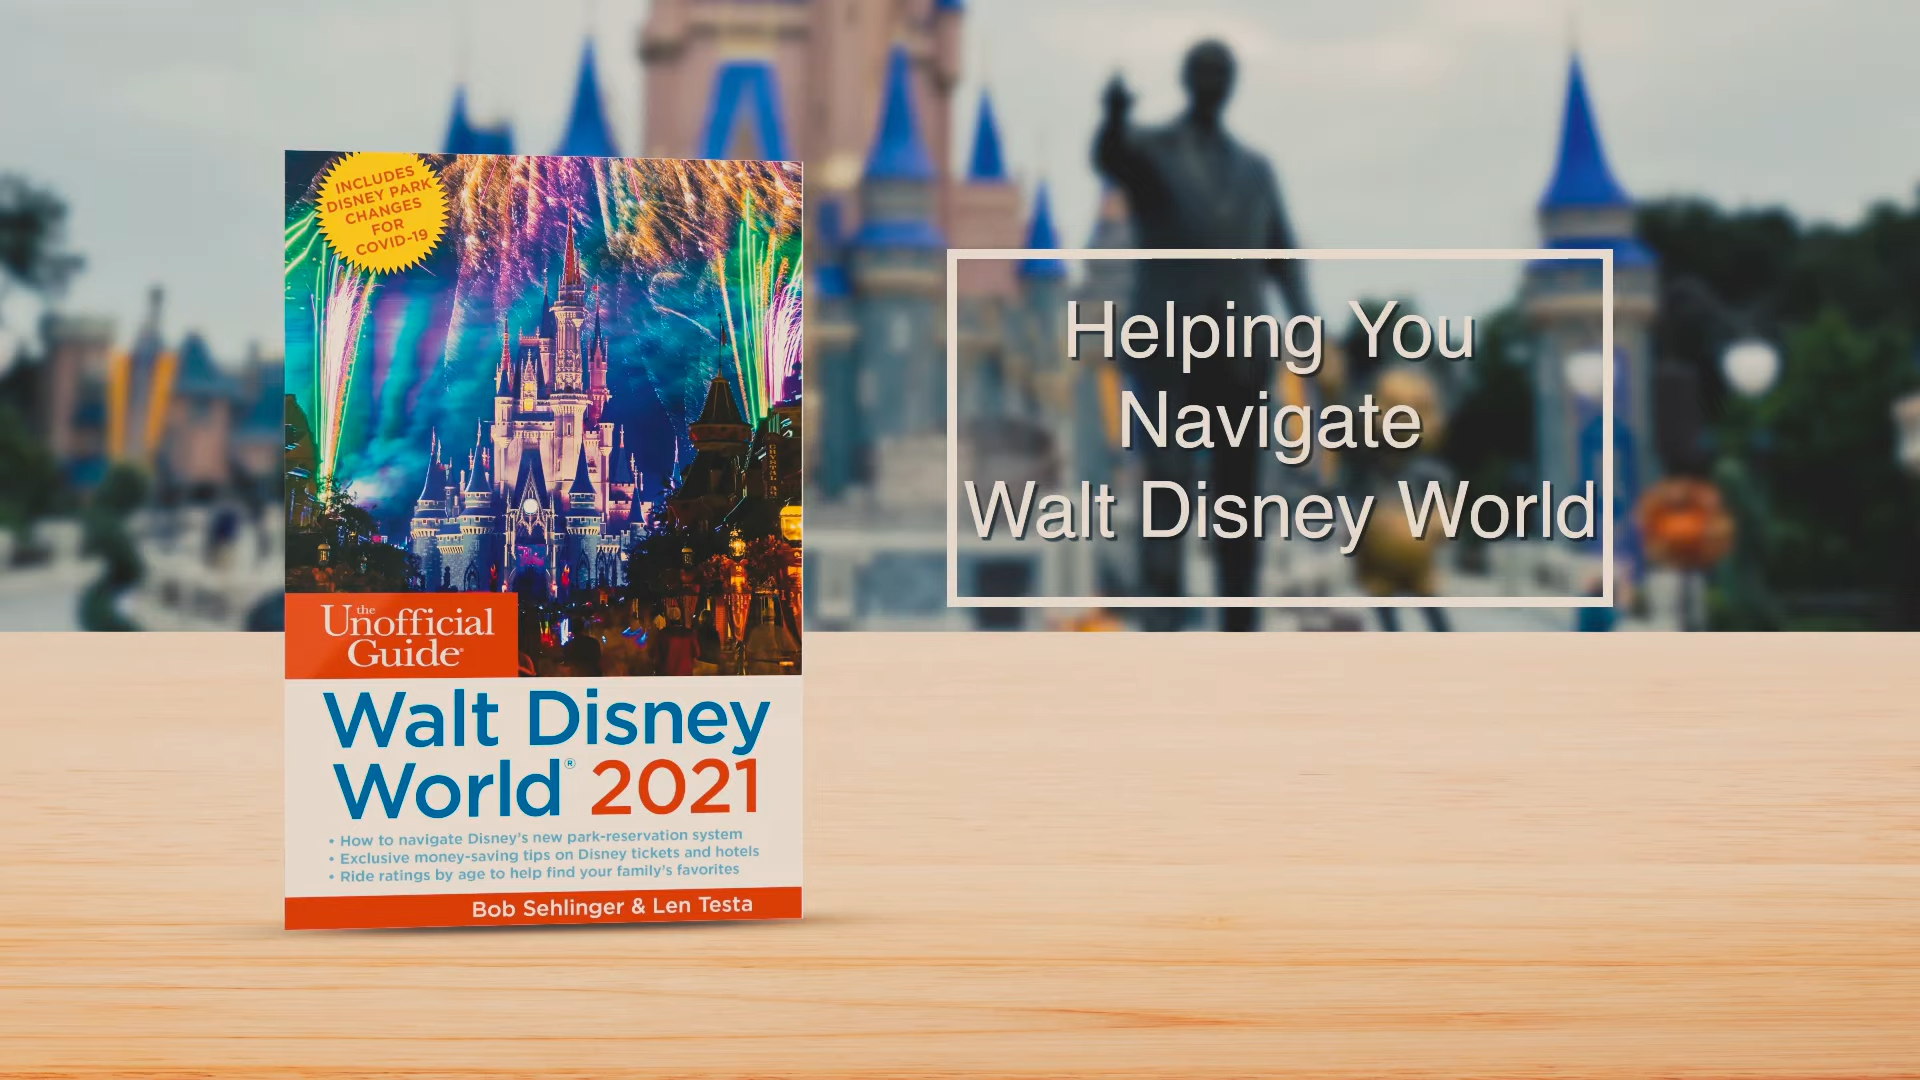 INCLUDES
DISNEY PARK
CHANGES
FOR
COVID-19
the
Unofficial
Guide®
Walt Disney
World® 2021
• How to navigate Disney's new park-reservation system
• Exclusive money-saving tips on Disney tickets and hotels
• Ride ratings by age to help find your family's favorites
Bob Sehlinger & Len Testa
Helping You
Navigate
Walt Disney World